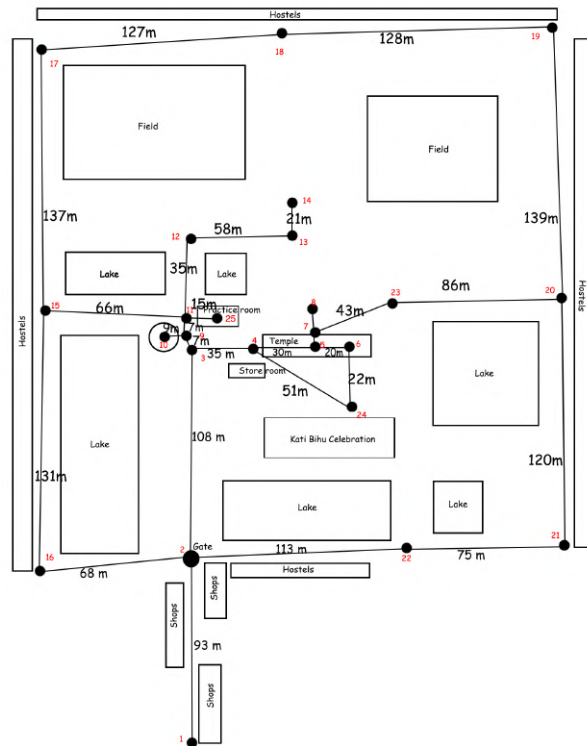 Hostels
127m
128m
19
18
17
Field
Field
14
137m
21m
139m
58m
12
13
35m
Lake
Lake
86m
23
20
15m
8
15
66m
11
Practice room
25
43m
Hostels
Hostels
9m
7m
7
9
Temple
10
7m
35 m
4
30m
20m
6
3
Store room
22m
Lake
51m
24
108 m
Kati Bihu Celebration
Lake
131m
120m
Lake
Lake
Gate
2
113 m
75 m
21
16
68 m
22
Hostels
Shops
Shops
93 m
Shops
1